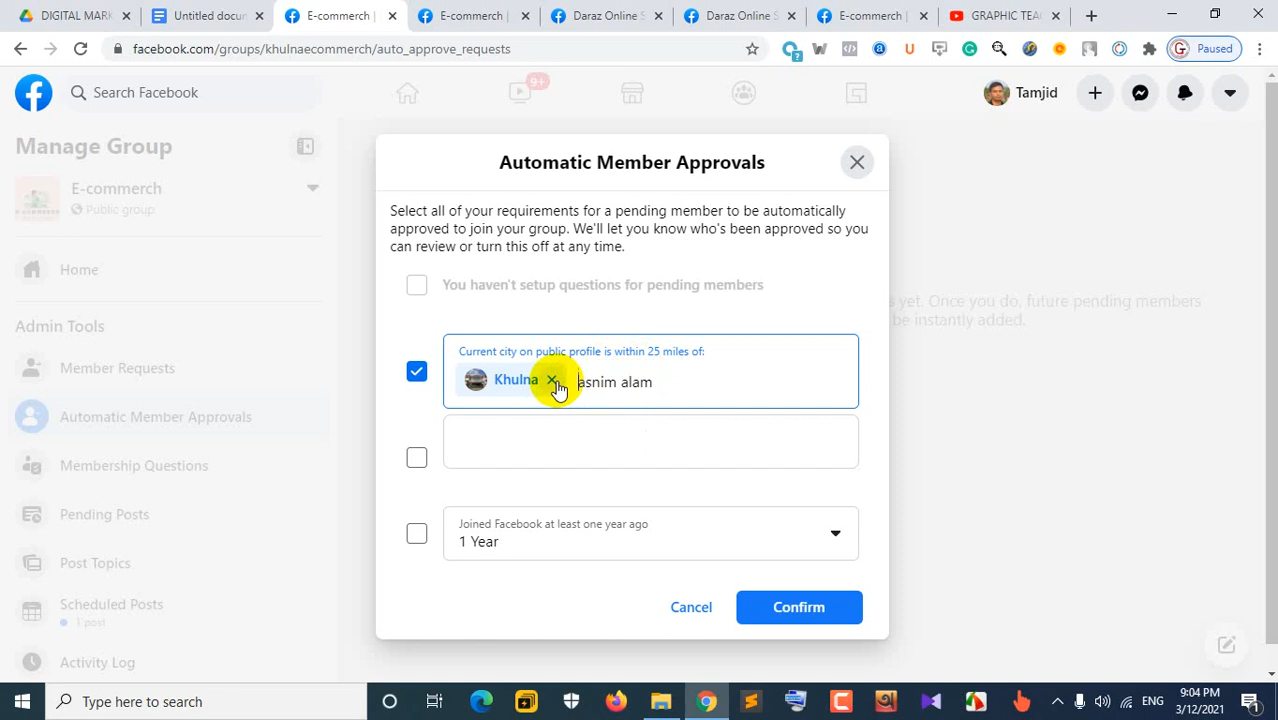 DIGITAL MARK
Untitled docum
E-commerch |
E-commerch |
Daraz Online S
Daraz Online S
E-commerch |
GRAPHIC TEAC
facebook.com/groups/khulnaecommerch/auto_approve_requests
Paused
Search Facebook
9+
Tamjid
Manage Group
E-commerch
Public group
Home
Admin Tools
Member Requests
Automatic Member Approvals
Membership Questions
Pending Posts
Post Topics
Scheduled Posts
1 post
Activity Log
Automatic Member Approvals
Select all of your requirements for a pending member to be automatically
approved to join your group. We'll let you know who's been approved so you
can review or turn this off at any time.
You haven't setup questions for pending members
Current city on public profile is within 25 miles of:
Khulna
asnim alam
Joined Facebook at least one year ago
1 Year
Cancel
Confirm
s yet. Once you do, future pending members
be instantly added.
Type here to search
ENG
9:04 PM
3/12/2021
1